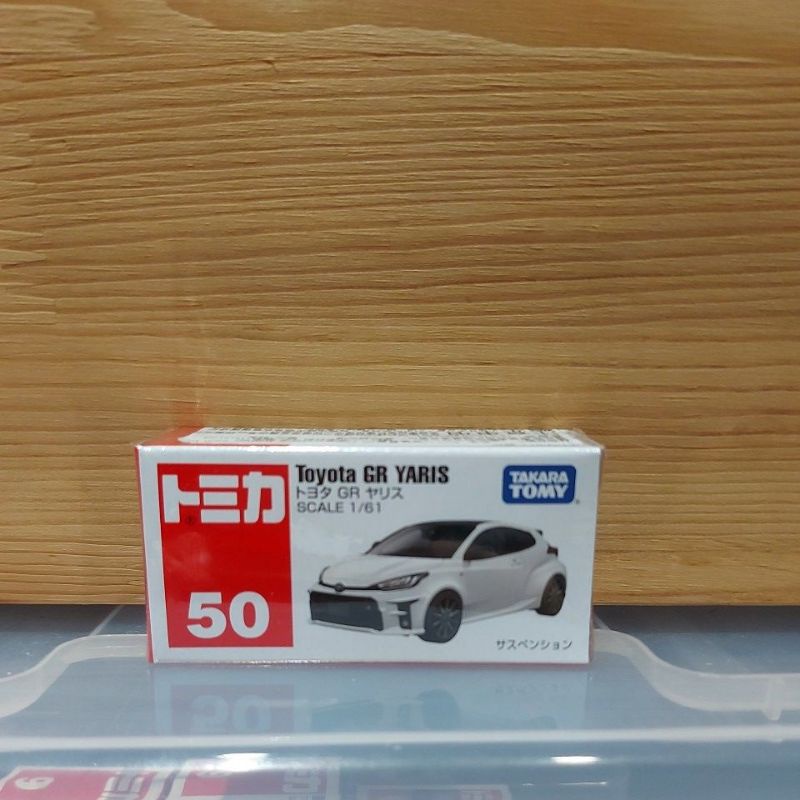 トミカ
50
Toyota GR YARIS
トヨタ GR ヤリス
SCALE 1/61
TAKARA
TOMY
サスペンション